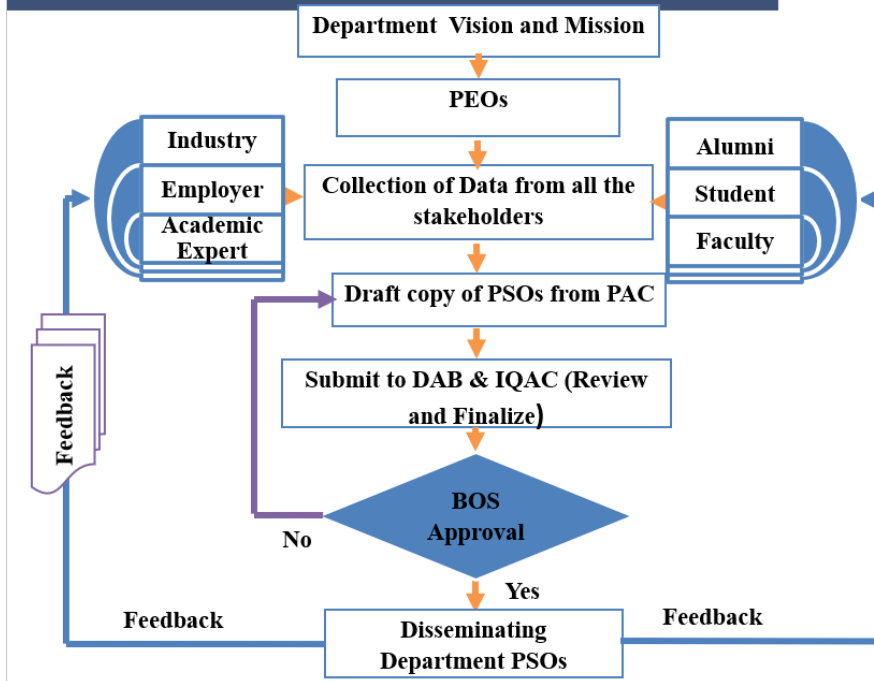 Department Vision and Mission
PEOs
Industry
Employer
Academic
Expert
Collection of Data from all the
stakeholders
Alumni
Student
Faculty
Draft copy of PSOs from PAC
Submit to DAB & IQAC (Review
and Finalize)
Feedback
BOS
Approval
No
Yes
Feedback
Disseminating
Department PSOs
Feedback